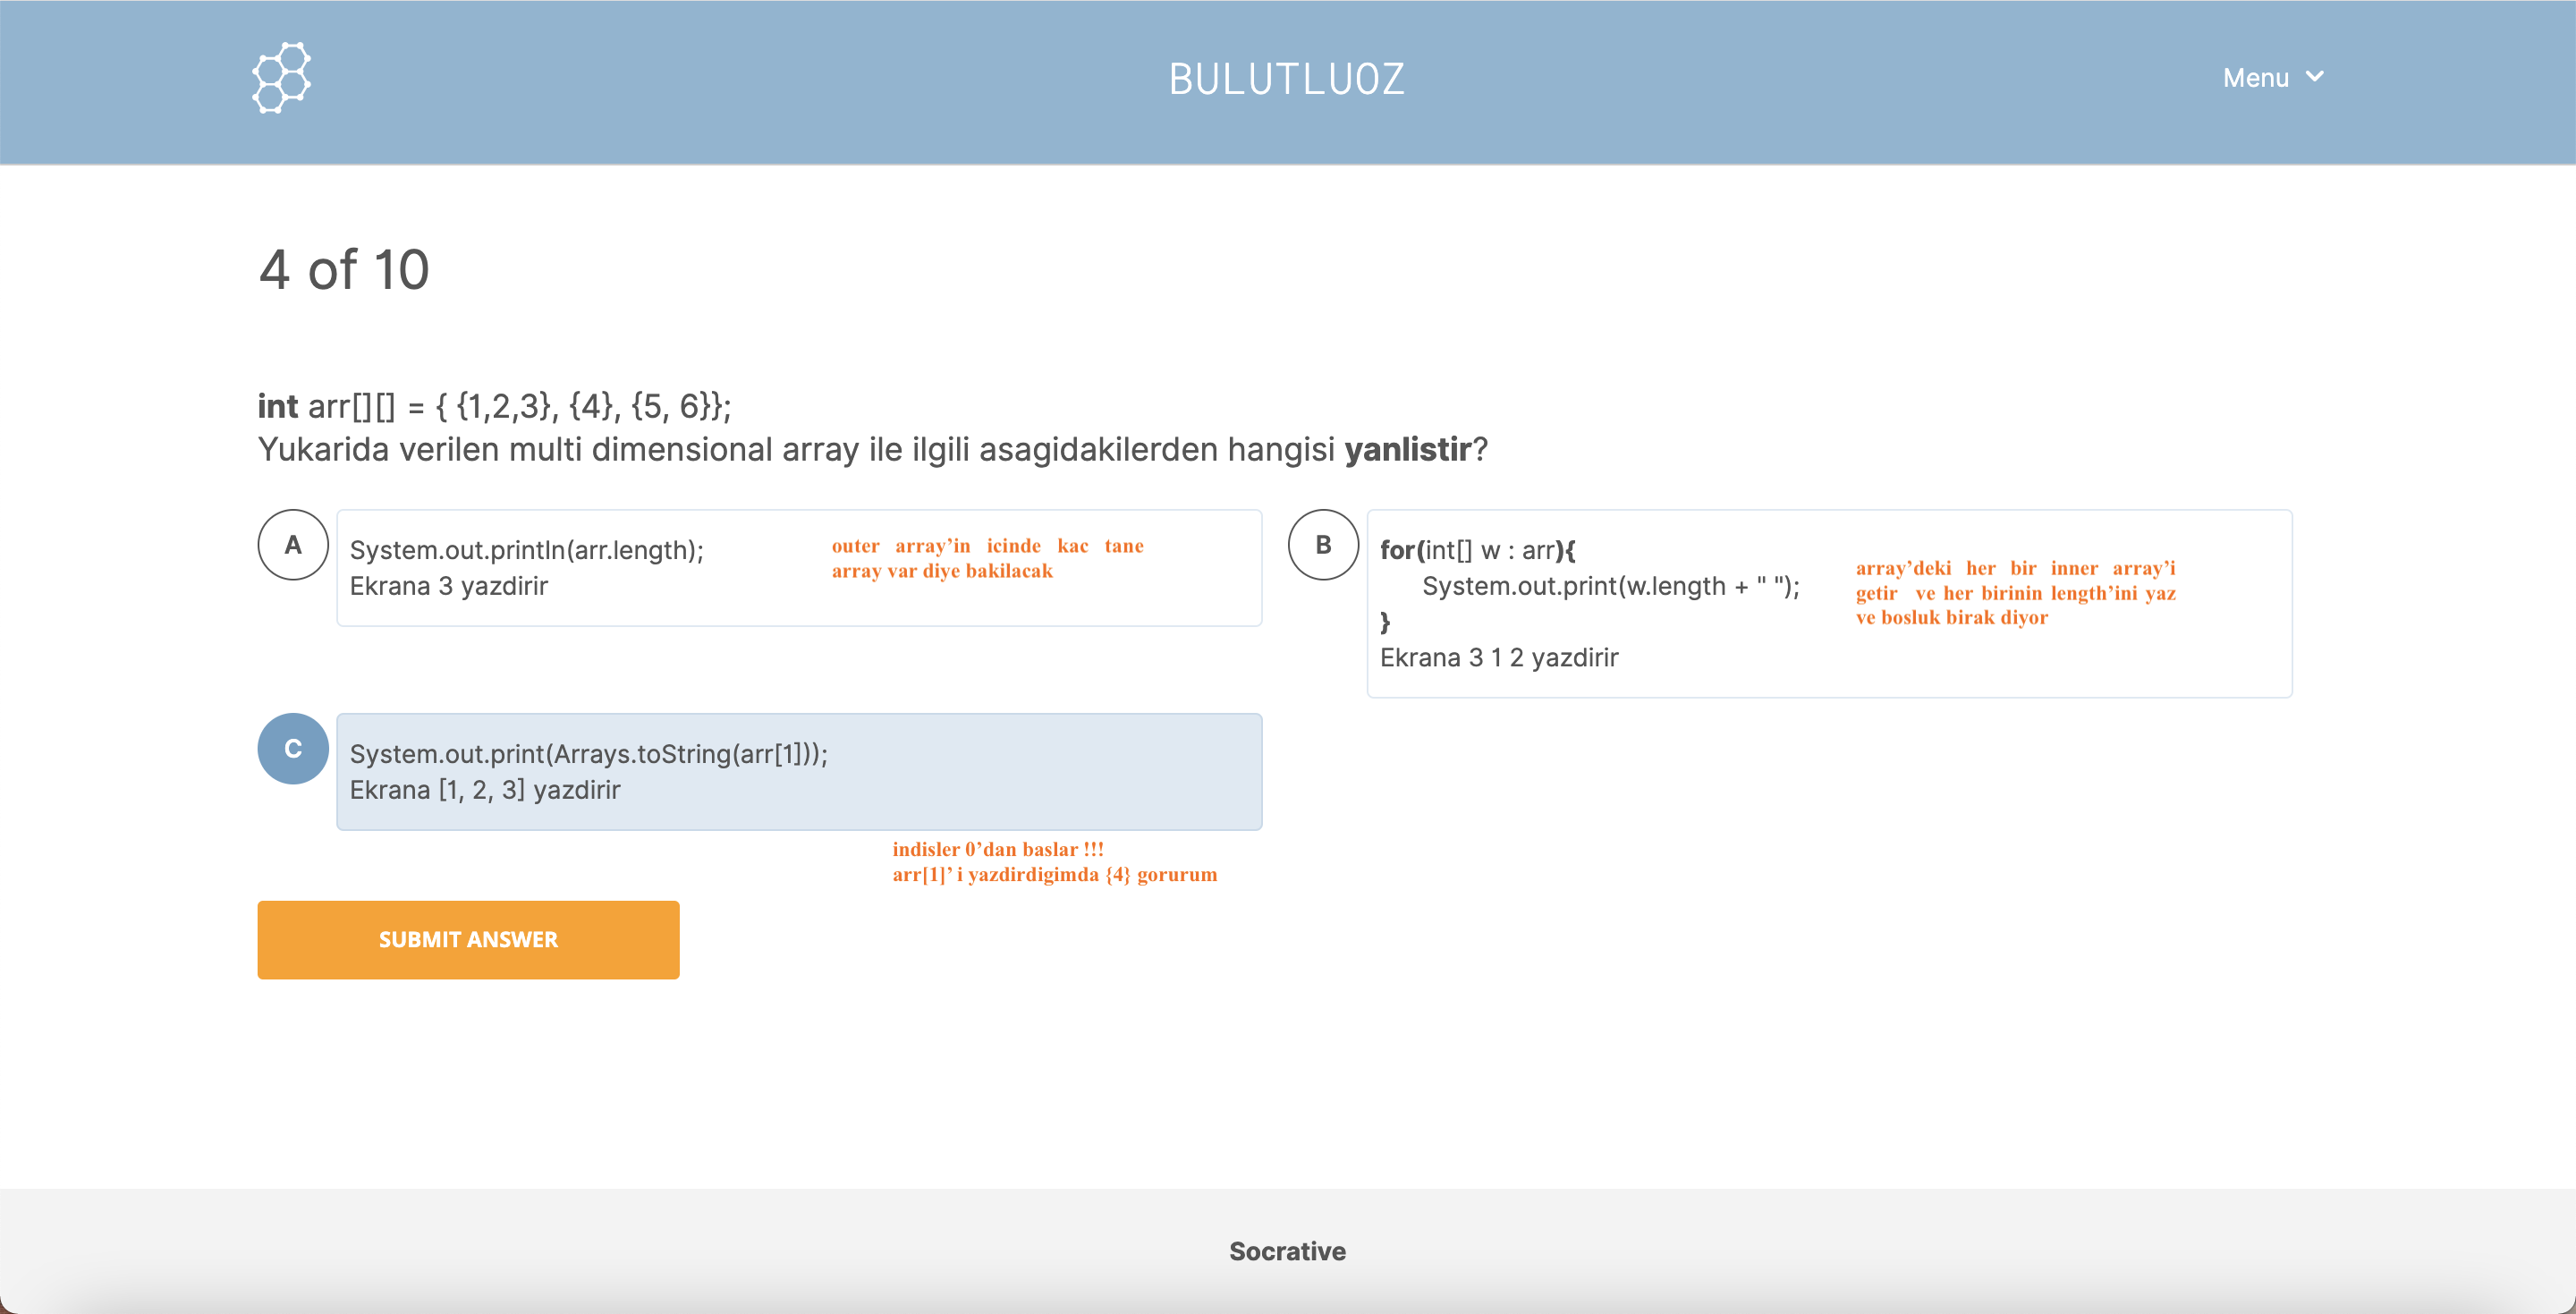 BULUTLUOZ
Menu
4 of 10
int arr[][] = { {1,2,3}, {4}, {5, 6}};
Yukarida verilen multi dimensional array ile ilgili asagidakilerden hangisi yanlistir?
A
System.out.println(arr.length);
Ekrana 3 yazdirir
outer array’in icinde kac tane
array var diye bakilacak
B
for(int[] w : arr){
System.out.print(w.length + " ");
}
Ekrana 3 1 2 yazdirir
array’deki her bir inner array’i
getir ve her birinin length’ini yaz
ve bosluk birak diyor
C
System.out.print(Arrays.toString(arr[1]));
Ekrana [1, 2, 3] yazdirir
indisler 0’dan baslar !!!
arr[1]’ i yazdirdigimda {4} gorurum
SUBMIT ANSWER
Socrative